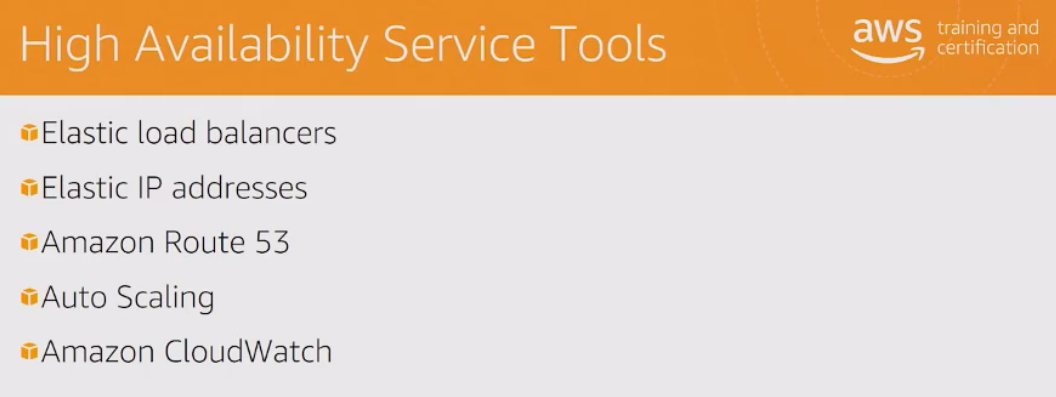 High Availability Service Tools
aws training and
certification
Elastic load balancers
Elastic IP addresses
Amazon Route 53
Auto Scaling
Amazon CloudWatch